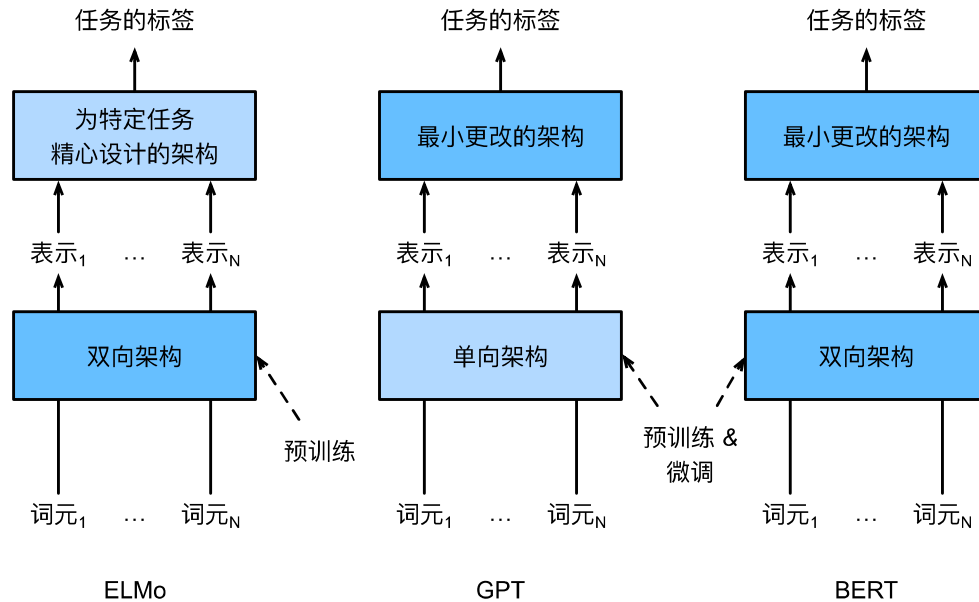 任务的标签
任务的标签
任务的标签
为特定任务
精心设计的架构
最小更改的架构
最小更改的架构
表示1 … 表示N
表示1 … 表示N
表示1 … 表示N
双向架构
单向架构
双向架构
预训练
预训练 &
微调
词元1 … 词元N
词元1 … 词元N
词元1 … 词元N
ELMo
GPT
BERT